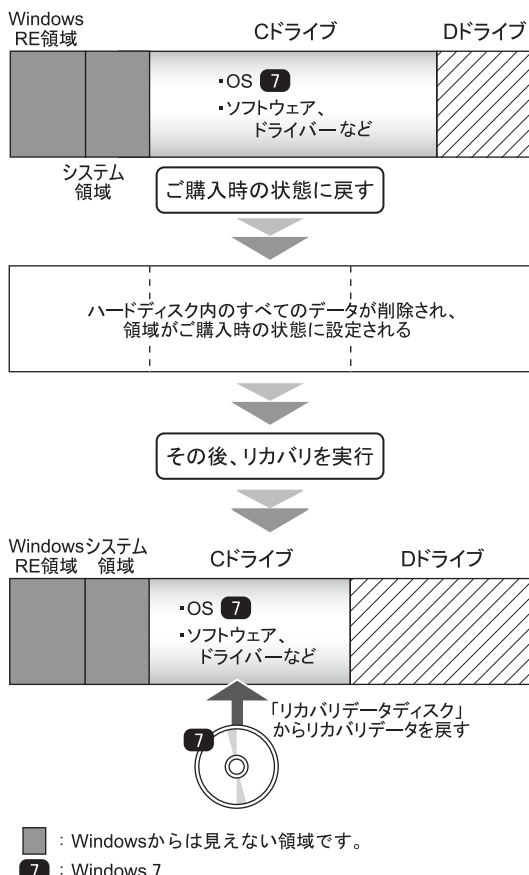 Windows
RE領域
Cドライブ
Dドライブ
・OS 7
・ソフトウェア、
ドライバーなど
システム
領域
ご購入時の状態に戻す
ハードディスク内のすべてのデータが削除され、
領域がご購入時の状態に設定される
その後、リカバリを実行
Windows
RE領域
システム
領域
Cドライブ
Dドライブ
・OS 7
・ソフトウェア、
ドライバーなど
7
「リカバリデータディスク」
からリカバリデータを戻す
：Windowsからは見えない領域です。
7：Windows 7